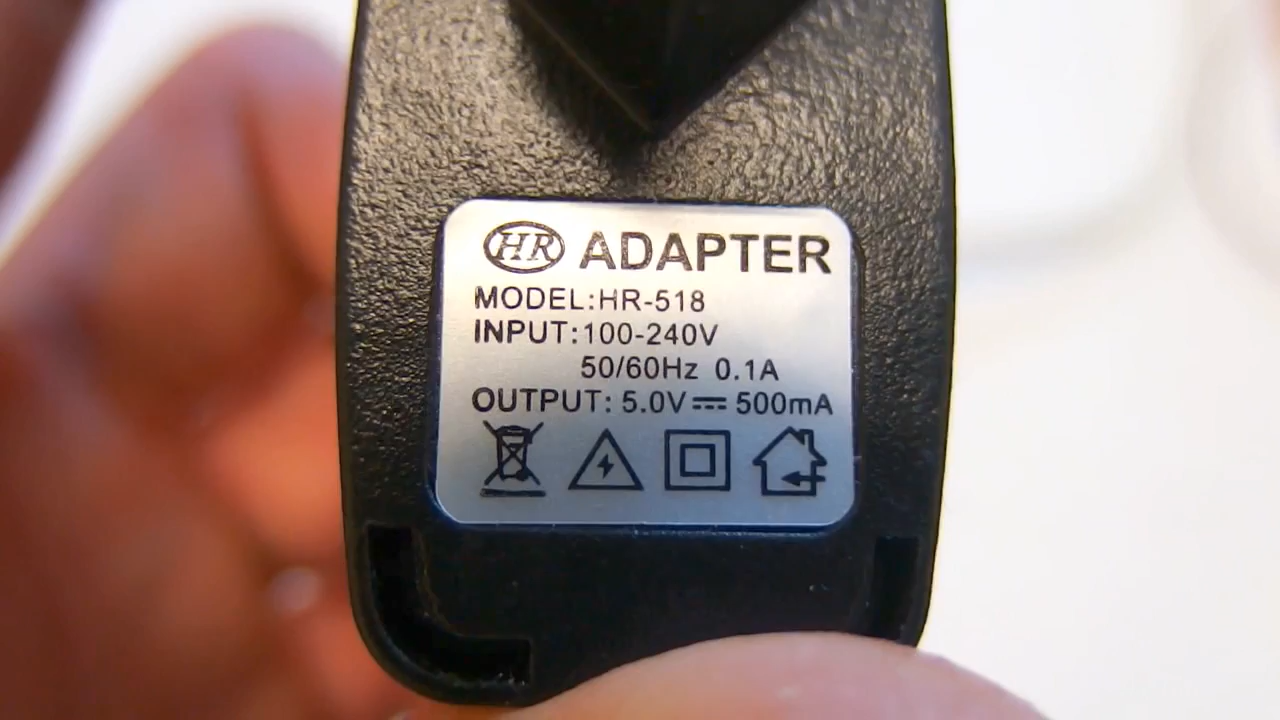 HR ADAPTER
MODEL:HR-518
INPUT:100-240V
50/60Hz 0.1A
OUTPUT: 5.0V⎓500mA